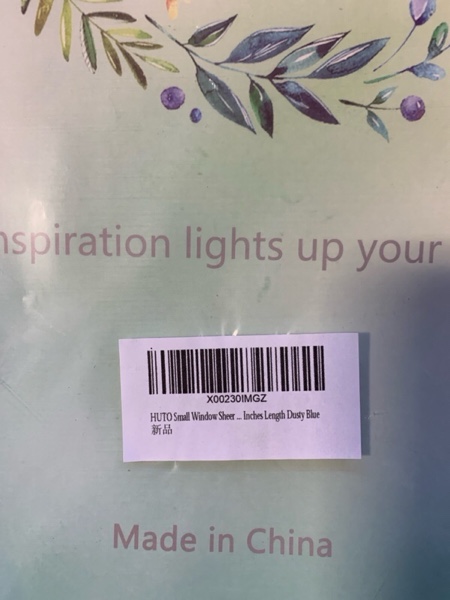 nspiration lights up your
X00230IMGZ
HUTO Small Window Sheer ... Inches Length Dusty Blue
新品
Made in China